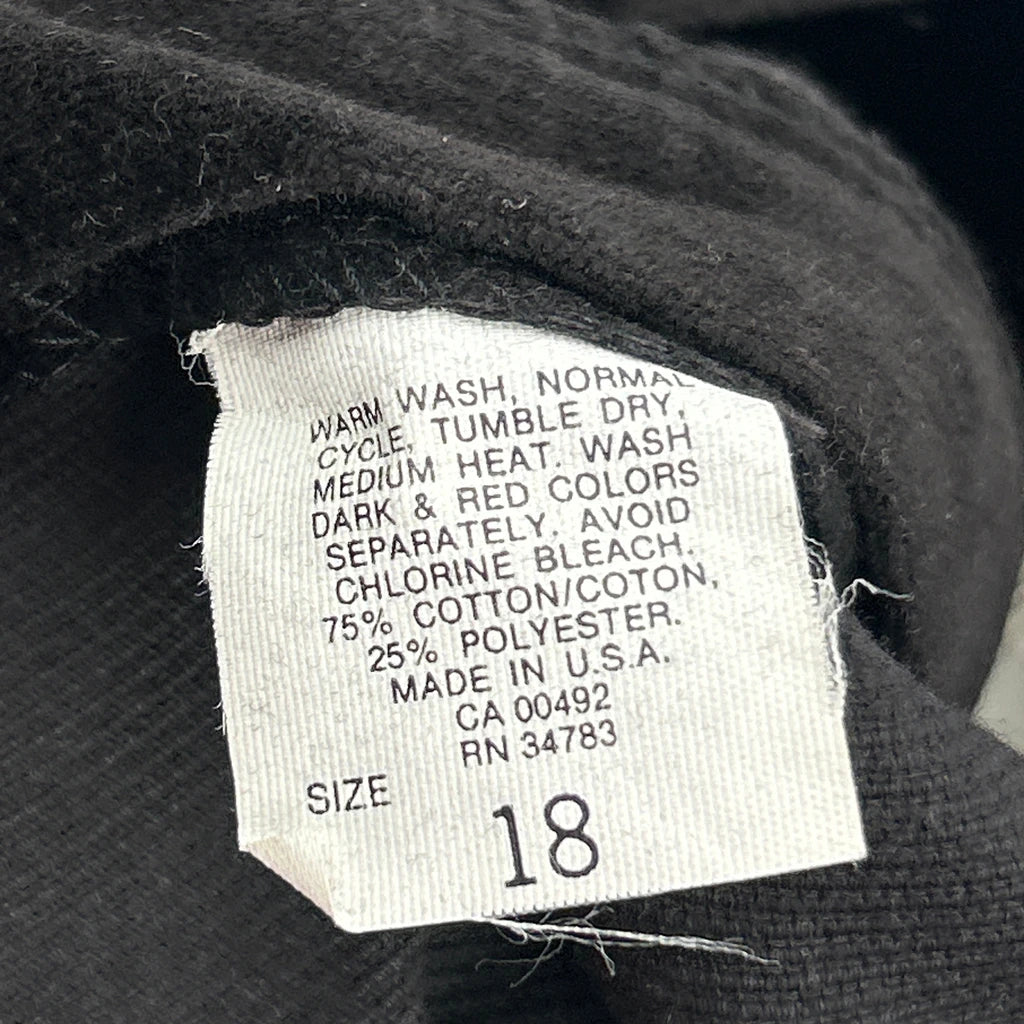 WARM WASH, NORMAL
CYCLE, TUMBLE DRY,
MEDIUM HEAT. WASH
DARK & RED COLORS
SEPARATELY. AVOID
CHLORINE BLEACH.
75% COTTON/COTON,
25% POLYESTER.
MADE IN U.S.A.
CA 00492
RN 34783
SIZE
18